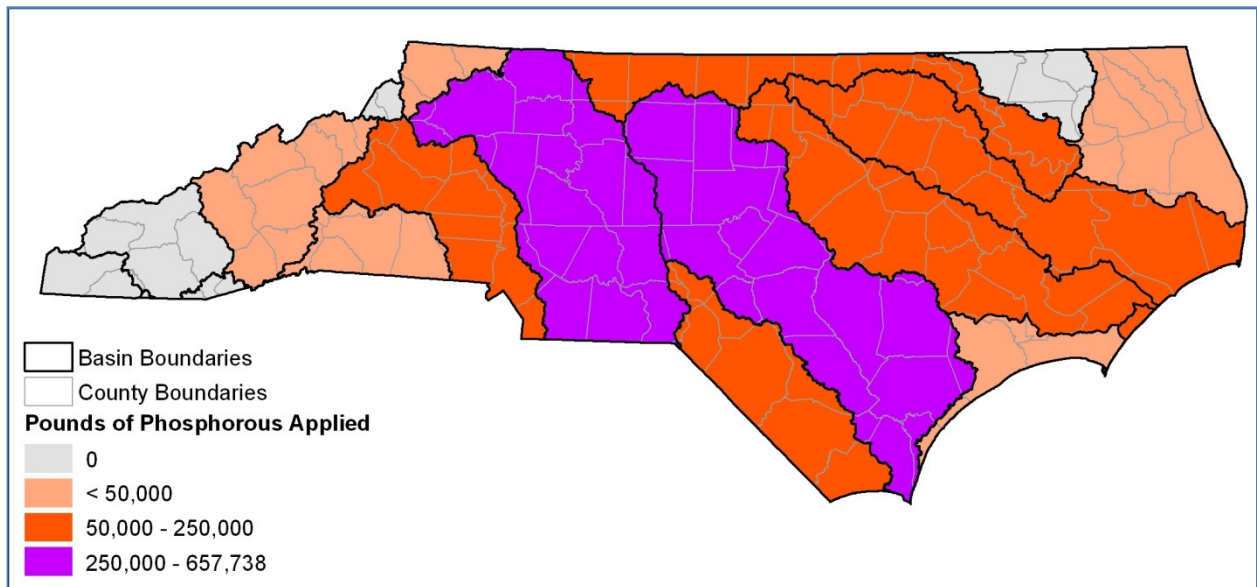 Basin Boundaries
County Boundaries
Pounds of Phosphorous Applied
0
< 50,000
50,000 - 250,000
250,000 - 657,738